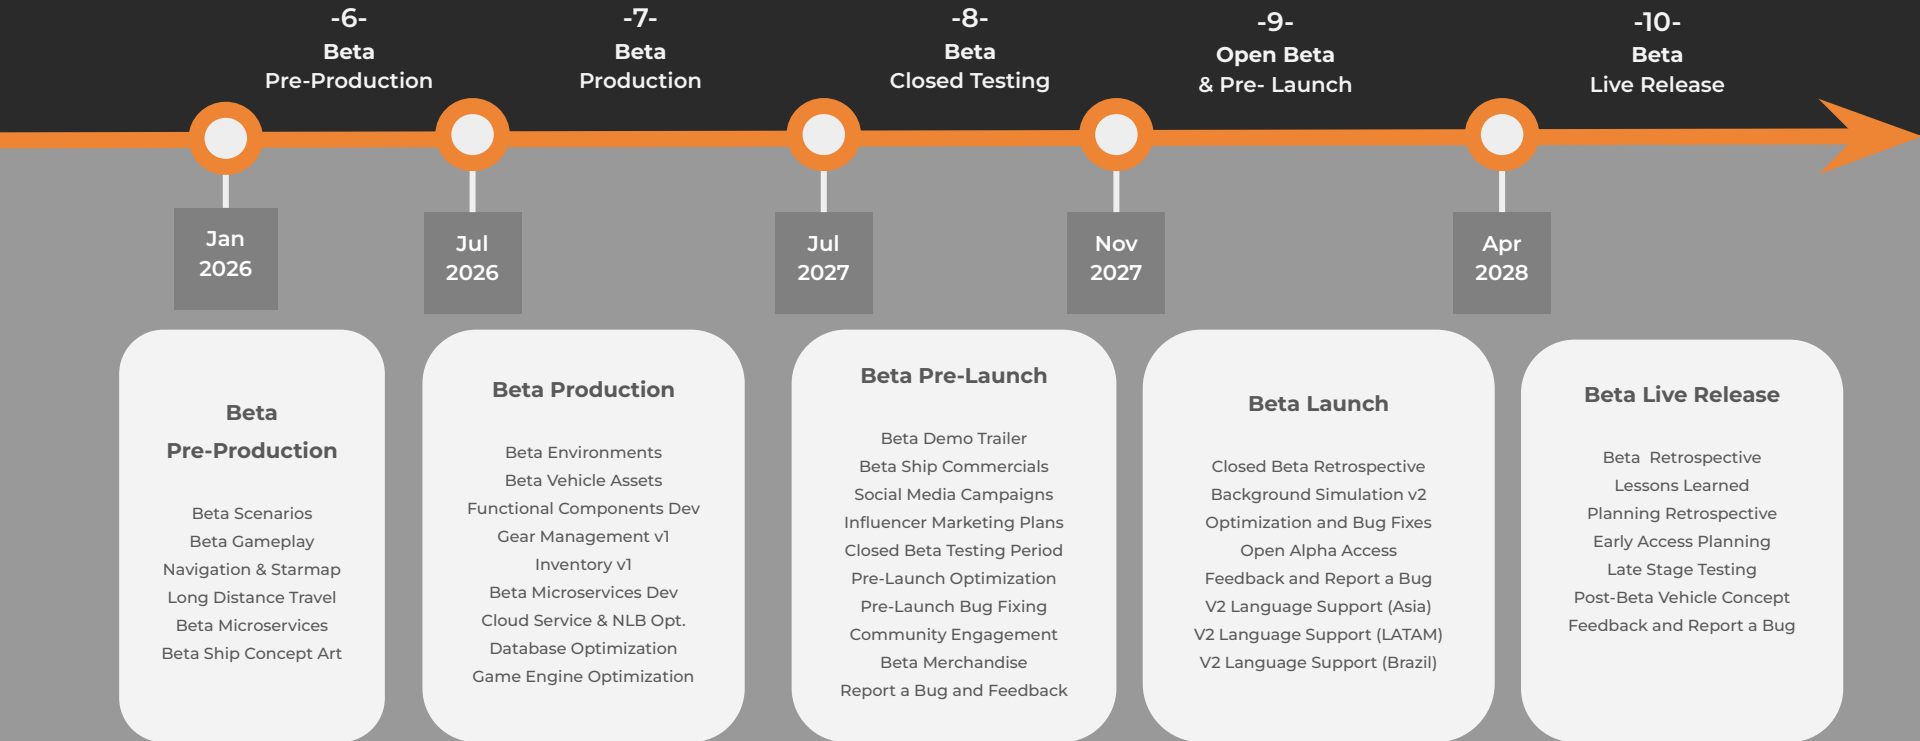 -6-
Beta
Pre-Production
-7-
Beta
Production
-8-
Beta
Closed Testing
-9-
Open Beta
& Pre- Launch
-10-
Beta
Live Release
Jan
2026
Jul
2026
Jul
2027
Nov
2027
Apr
2028
Beta
Pre-Production
Beta Scenarios
Beta Gameplay
Navigation & Starmap
Long Distance Travel
Beta Microservices
Beta Ship Concept Art
Beta Production
Beta Environments
Beta Vehicle Assets
Functional Components Dev
Gear Management v1
Inventory v1
Beta Microservices Dev
Cloud Service & NLB Opt.
Database Optimization
Game Engine Optimization
Beta Pre-Launch
Beta Demo Trailer
Beta Ship Commercials
Social Media Campaigns
Influencer Marketing Plans
Closed Beta Testing Period
Pre-Launch Optimization
Pre-Launch Bug Fixing
Community Engagement
Beta Merchandise
Report a Bug and Feedback
Beta Launch
Closed Beta Retrospective
Background Simulation v2
Optimization and Bug Fixes
Open Alpha Access
Feedback and Report a Bug
V2 Language Support (Asia)
V2 Language Support (LATAM)
V2 Language Support (Brazil)
Beta Live Release
Beta  Retrospective
Lessons Learned
Planning Retrospective
Early Access Planning
Late Stage Testing
Post-Beta Vehicle Concept
Feedback and Report a Bug